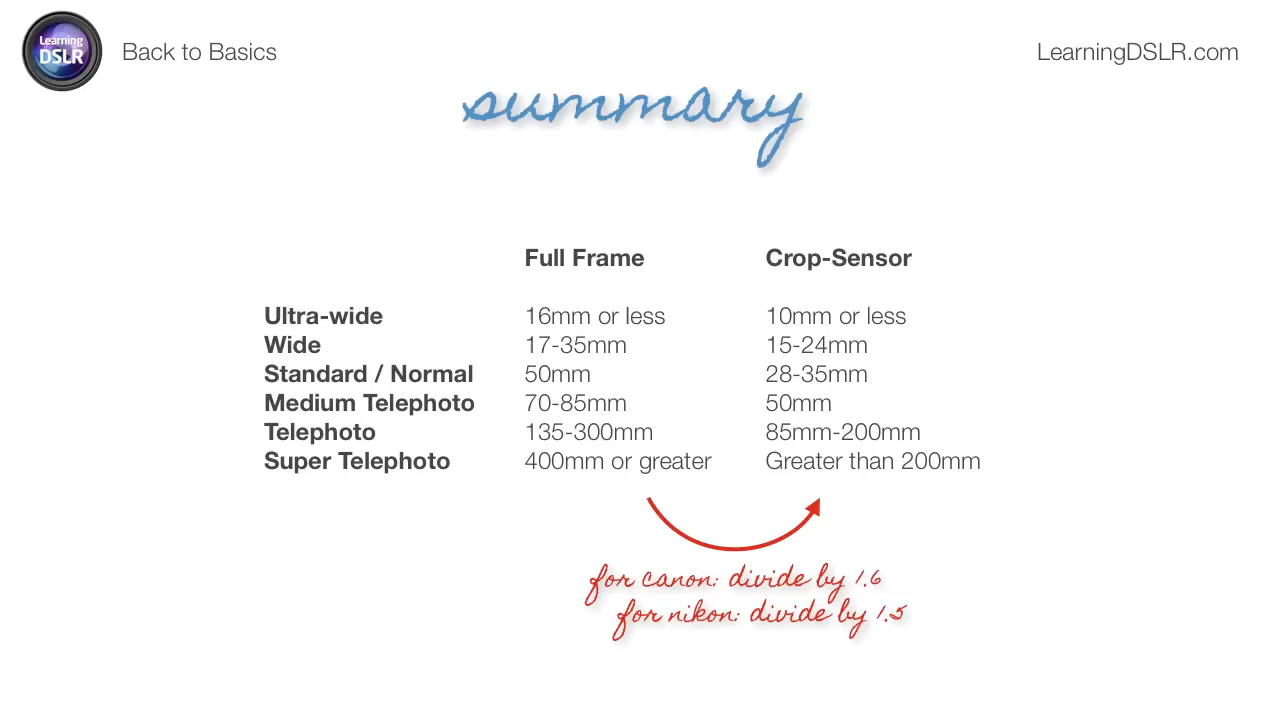 Learning
DSLR
Back to Basics
LearningDSLR.com
summary
Full Frame Crop-Sensor
Ultra-wide 16mm or less 10mm or less
Wide 17-35mm 15-24mm
Standard / Normal 50mm 28-35mm
Medium Telephoto 70-85mm 50mm
Telephoto 135-300mm 85mm-200mm
Super Telephoto 400mm or greater Greater than 200mm
for canon: divide by 1.6
for nikon: divide by 1.5